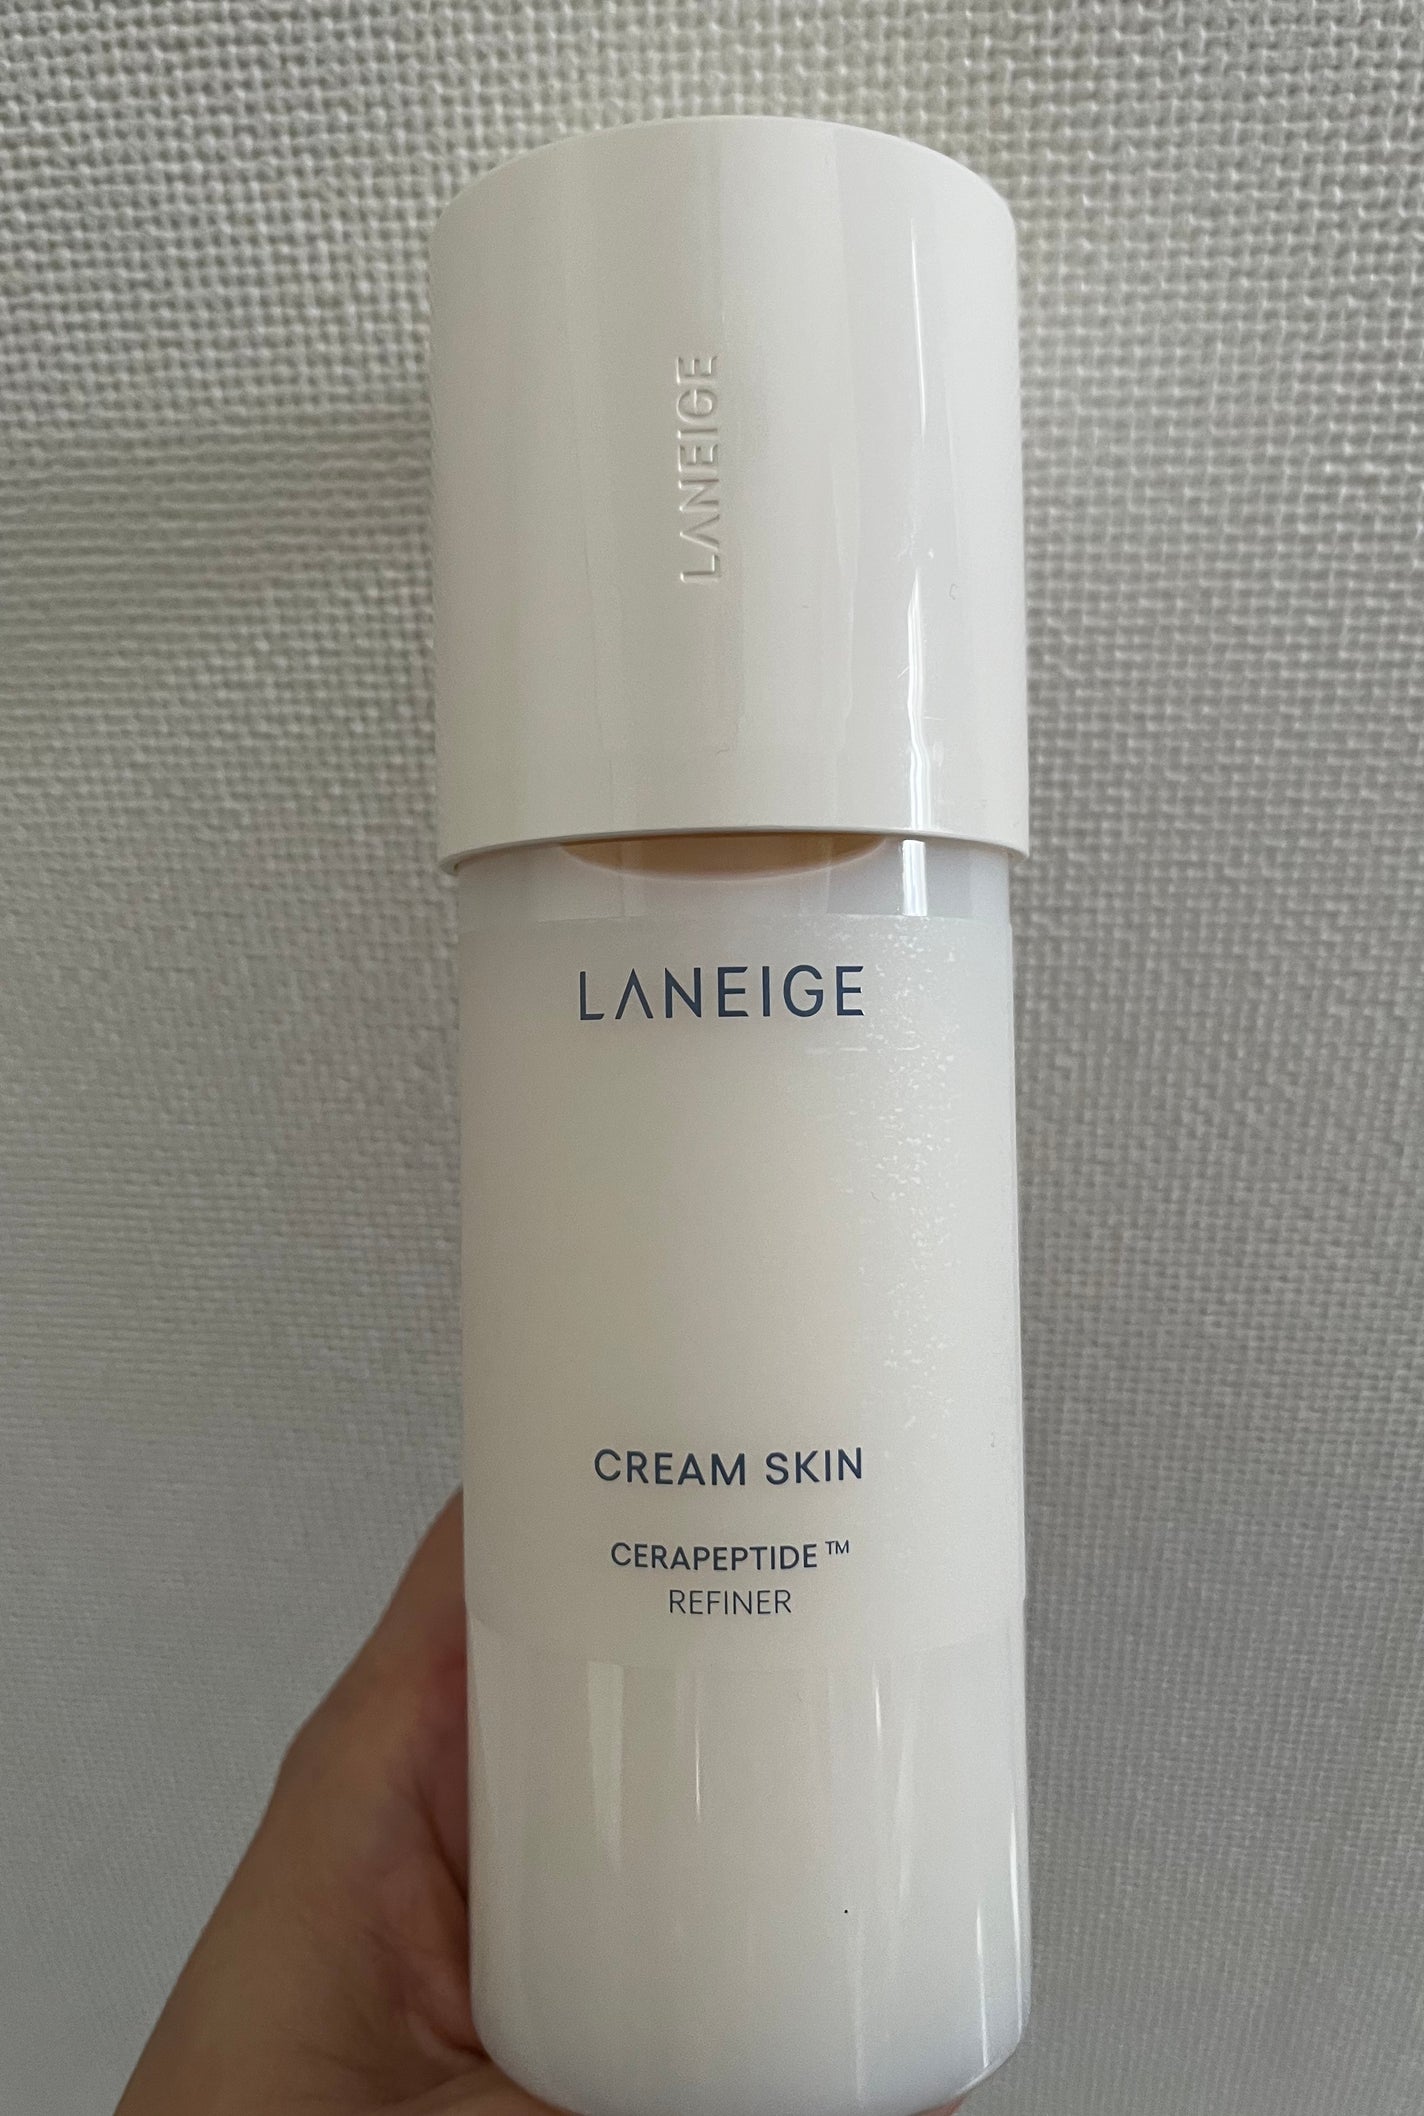 LANEIGE
LANEIGE
CREAM SKIN
CERAPEPTIDE™
REFINER